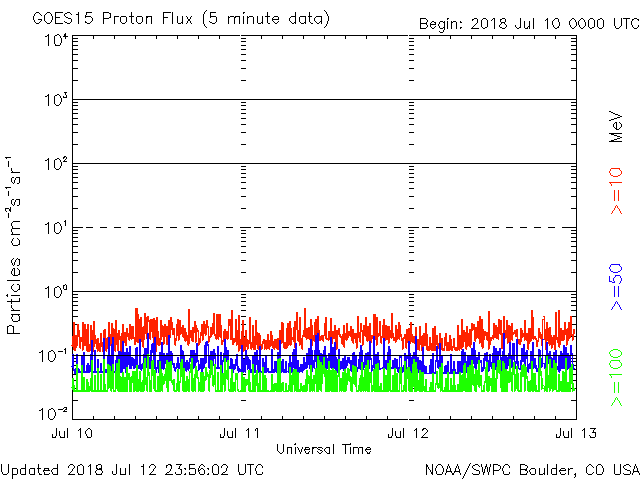 GOES15 Proton Flux (5 minute data)
Begin: 2018 Jul 10 0000 UTC
10⁴
10³
10²
10¹
10⁰
10⁻¹
10⁻²
Particles cm⁻²s⁻¹sr⁻¹
MeV
>=10
>=50
>=100
Jul 10
Jul 11
Jul 12
Jul 13
Universal Time
Updated 2018 Jul 12 23:56:02 UTC
NOAA/SWPC Boulder, CO USA